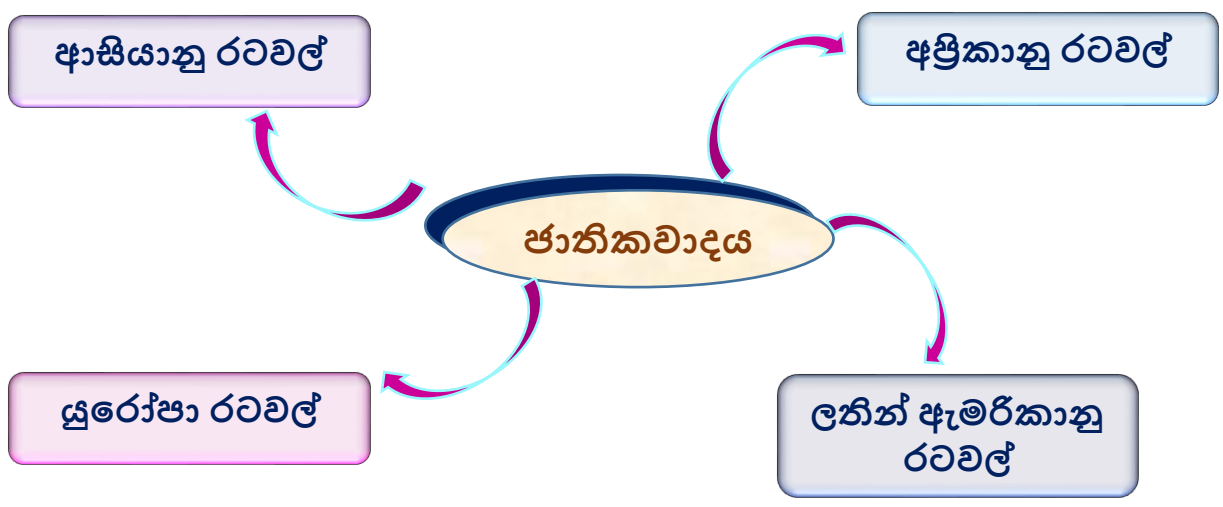 ආසියානු රටවල්
අප්‍රිකානු රටවල්
ජාතිකවාදය
යුරෝපා රටවල්
ලතින් ඇමරිකානු
රටවල්